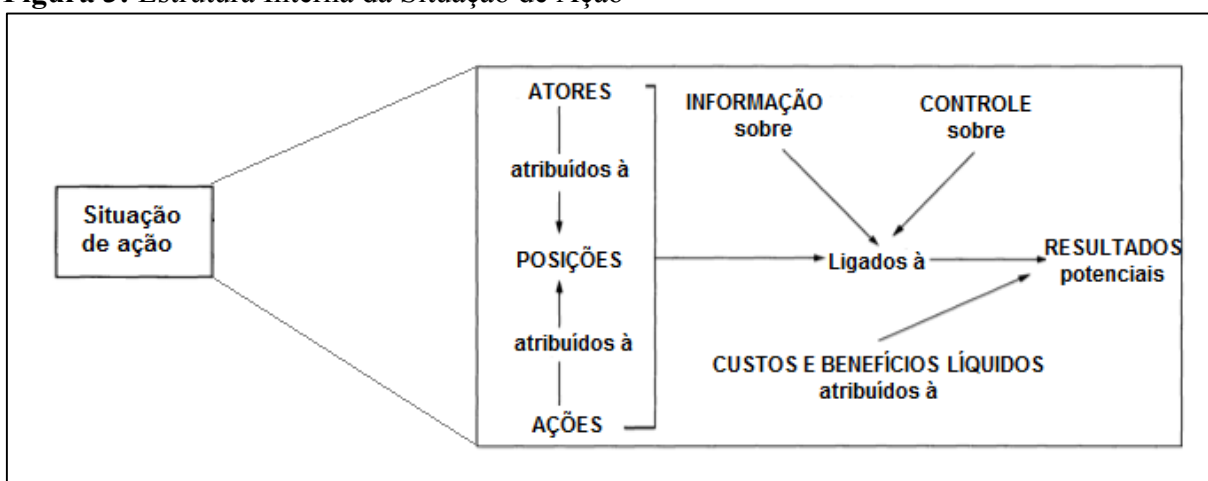 Figura 3: Estrutura Interna da Situação de Ação
Situação
de ação
ATORES
atribuídos à
POSIÇÕES
atribuídos à
AÇÕES
INFORMAÇÃO
sobre
CONTROLE
sobre
Ligados à
RESULTADOS
potenciais
CUSTOS E BENEFÍCIOS LÍQUIDOS
atribuídos à